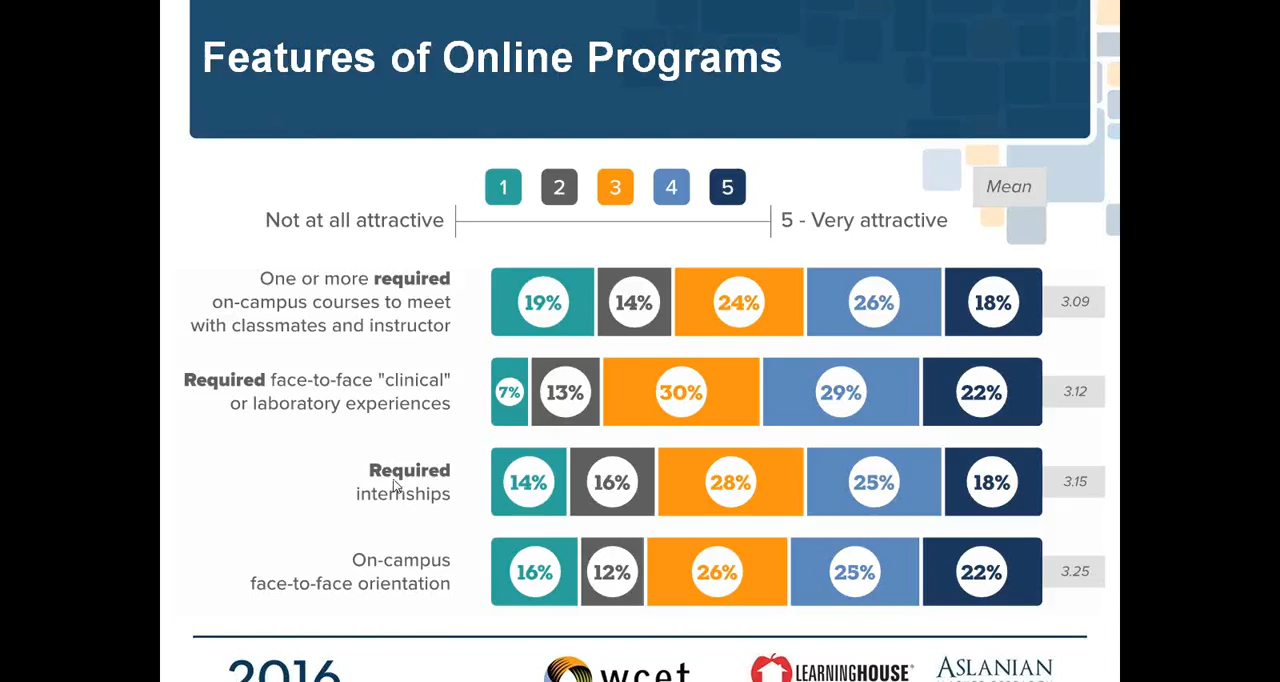 Features of Online Programs
1 2 3 4 5
Mean
Not at all attractive 5 - Very attractive
One or more required
on-campus courses to meet
with classmates and instructor
19% 14% 24% 26% 18% 3.09
Required face-to-face "clinical"
or laboratory experiences
7% 13% 30% 29% 22% 3.12
Required
internships
14% 16% 28% 25% 18% 3.15
On-campus
face-to-face orientation
16% 12% 26% 25% 22% 3.25
2016 wcet LEARNINGHOUSE® ASLANIAN